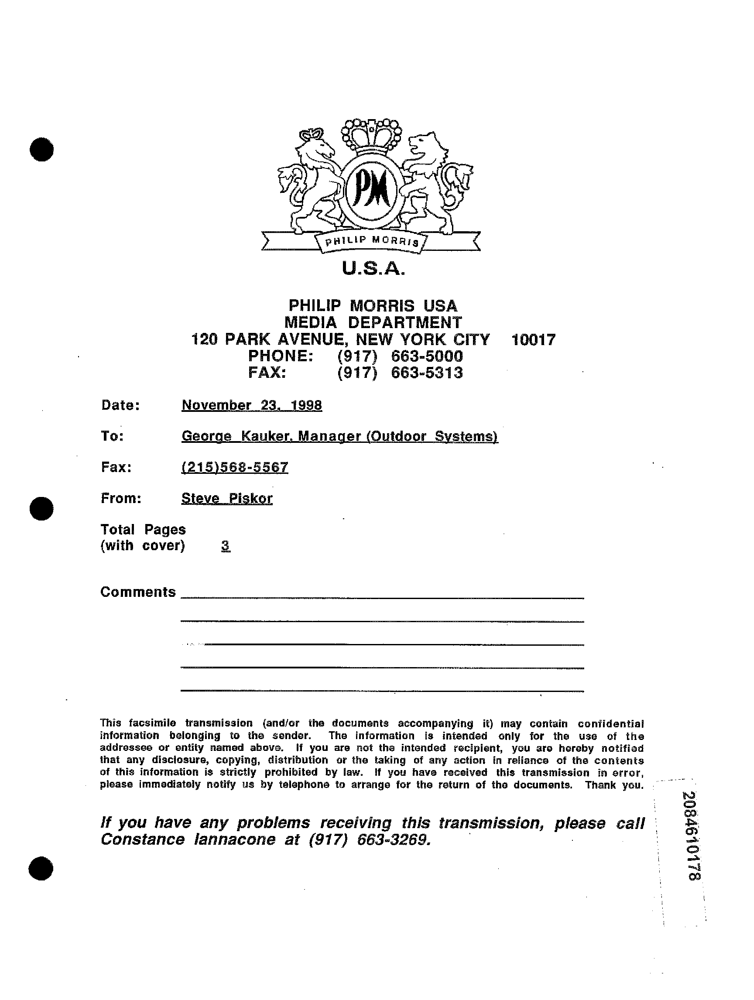 PM
PHILIP MORRIS
U.S.A.
PHILIP MORRIS USA
MEDIA DEPARTMENT
120 PARK AVENUE, NEW YORK CITY 10017
PHONE: (917) 663-5000
FAX: (917) 663-5313
Date: November 23, 1998
To: George Kauker, Manager (Outdoor Systems)
Fax: (215)568-5567
From: Steve Piskor
Total Pages
(with cover) 3
Comments
This facsimile transmission (and/or the documents accompanying it) may contain confidential
information belonging to the sender. The information is intended only for the use of the
addressee or entity named above. If you are not the intended recipient, you are hereby notified
that any disclosure, copying, distribution or the taking of any action in reliance of the contents
of this information is strictly prohibited by law. If you have received this transmission in error,
please immediately notify us by telephone to arrange for the return of the documents. Thank you.
If you have any problems receiving this transmission, please call
Constance Iannacone at (917) 663-3269.
2084610178